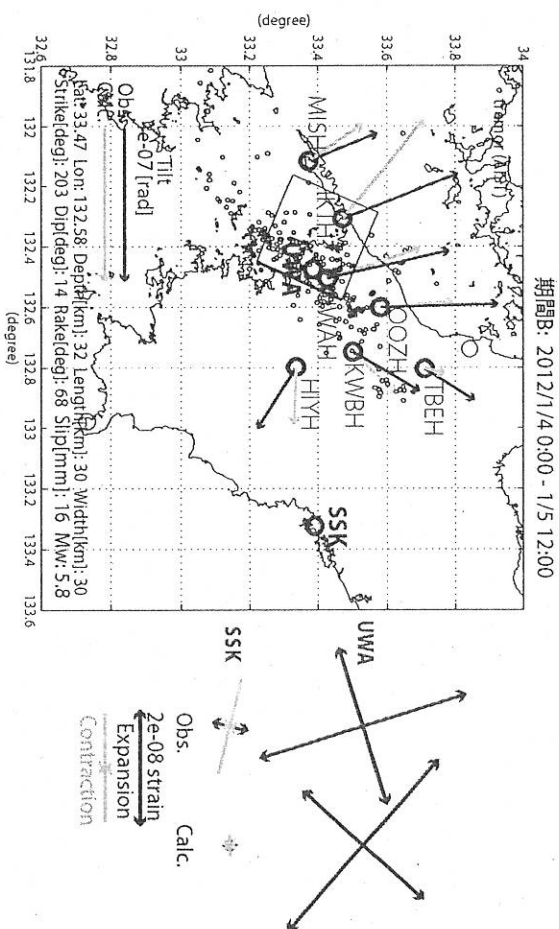 期間B: 2012/1/4 0:00 - 1/5 12:00
(degree)
34
33.8
33.6
33.4
33.2
33
32.8
32.6
131.8
132
132.2
132.4
132.6
132.8
133
133.2
133.4
133.6
(degree)
tremor (AIST)
MISH
IKTH
UWA
OOZH
TBEH
KWBH
HIYH
SSK
Tilt
Obs.
Calc.
Lat: 33.47 Lon: 132.58 Depth[km]: 32 Length[km]: 30 Width[km]: 30
Strike[deg]: 203 Dip[deg]: 14 Rake[deg]: 68 Slip[mm]: 16 Mw: 5.8
UWA
SSK
Obs.
Calc.
2e-08 strain
Expansion
Contraction